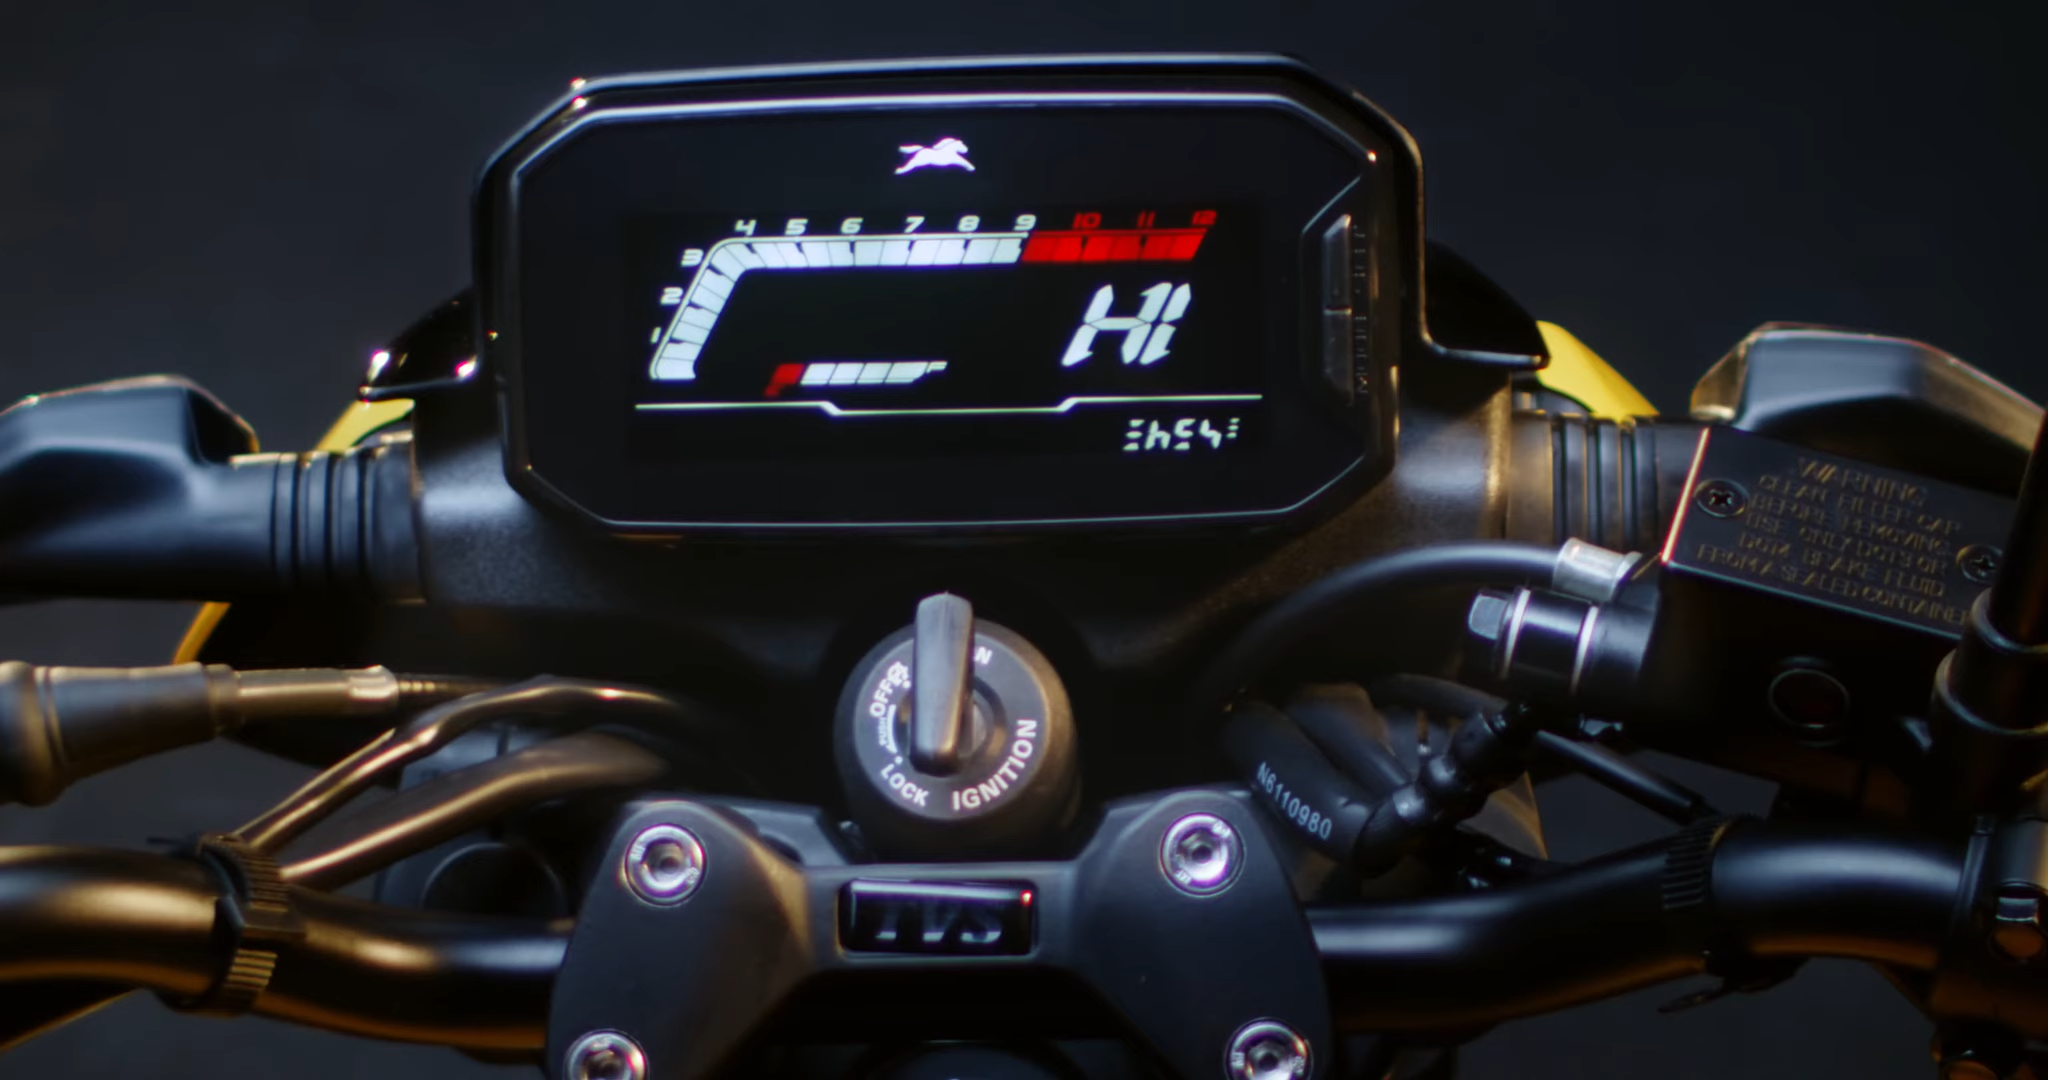 4 5 6 7 8 9 10 11 12
3
2
1
HI
F
WARNING
CLEAN FILLER CAP
BEFORE REMOVING
USE ONLY DOT3 OR
DOT4 BRAKE FLUID
FROM A SEALED CONTAINER
OFF
PUSH
LOCK
IGNITION
N6110980
TVS